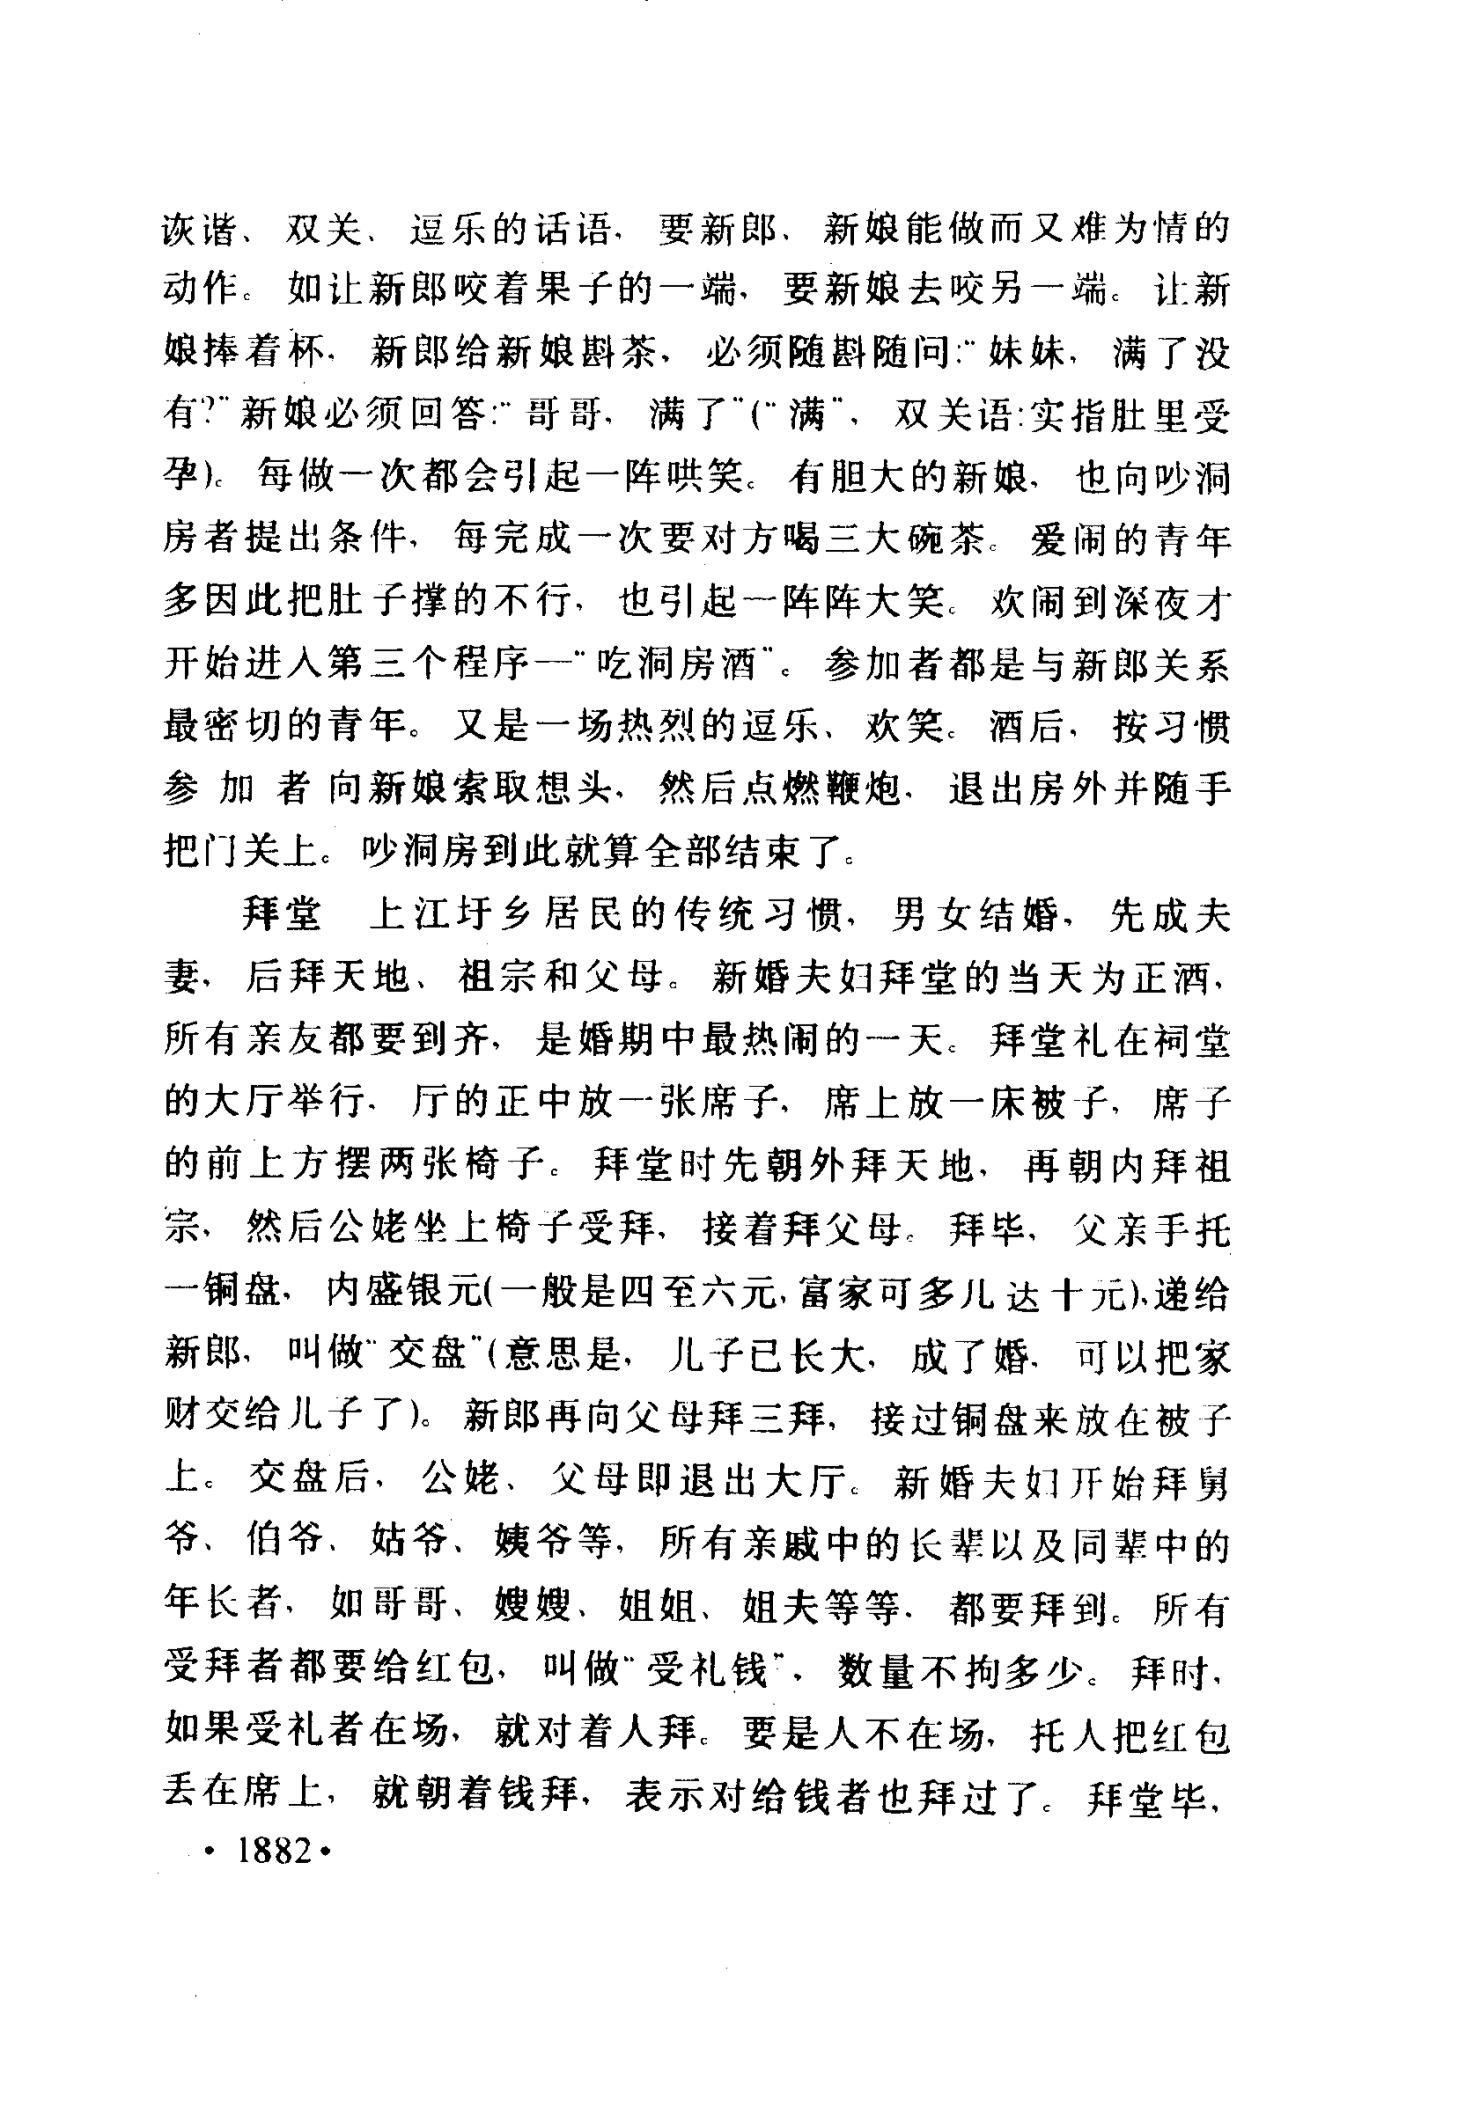 诙谐、双关、逗乐的话语，要新郎、新娘能做而又难为情的
动作。如让新郎咬着果子的一端，要新娘去咬另一端。让新
娘捧着杯，新郎给新娘斟茶，必须随斟随问:“妹妹，满了没
有?”新娘必须回答:“哥哥，满了”(“满”，双关语:实指肚里受
孕)。每做一次都会引起一阵哄笑。有胆大的新娘，也向吵洞
房者提出条件，每完成一次要对方喝三大碗茶。爱闹的青年
多因此把肚子撑的不行，也引起一阵阵大笑。欢闹到深夜才
开始进入第三个程序—“吃洞房酒”。参加者都是与新郎关系
最密切的青年。又是一场热烈的逗乐、欢笑。酒后，按习惯
参加者向新娘索取想头，然后点燃鞭炮，退出房外并随手
把门关上。吵洞房到此就算全部结束了。
拜堂 上江圩乡居民的传统习惯，男女结婚，先成夫
妻，后拜天地、祖宗和父母。新婚夫妇拜堂的当天为正酒，
所有亲友都要到齐，是婚期中最热闹的一天。拜堂礼在祠堂
的大厅举行，厅的正中放一张席子，席上放一床被子，席子
的前上方摆两张椅子。拜堂时先朝外拜天地，再朝内拜祖
宗，然后公姥坐上椅子受拜，接着拜父母。拜毕，父亲手托
一铜盘，内盛银元(一般是四至六元,富家可多儿达十元),递给
新郎，叫做“交盘”(意思是，儿子已长大，成了婚，可以把家
财交给儿子了)。新郎再向父母拜三拜，接过铜盘来放在被子
上。交盘后，公姥、父母即退出大厅。新婚夫妇开始拜舅
爷、伯爷、姑爷、姨爷等，所有亲戚中的长辈以及同辈中的
年长者，如哥哥、嫂嫂、姐姐、姐夫等等，都要拜到。所有
受拜者都要给红包，叫做“受礼钱”，数量不拘多少。拜时，
如果受礼者在场，就对着人拜。要是人不在场，托人把红包
丢在席上，就朝着钱拜，表示对给钱者也拜过了。拜堂毕，
·1882·